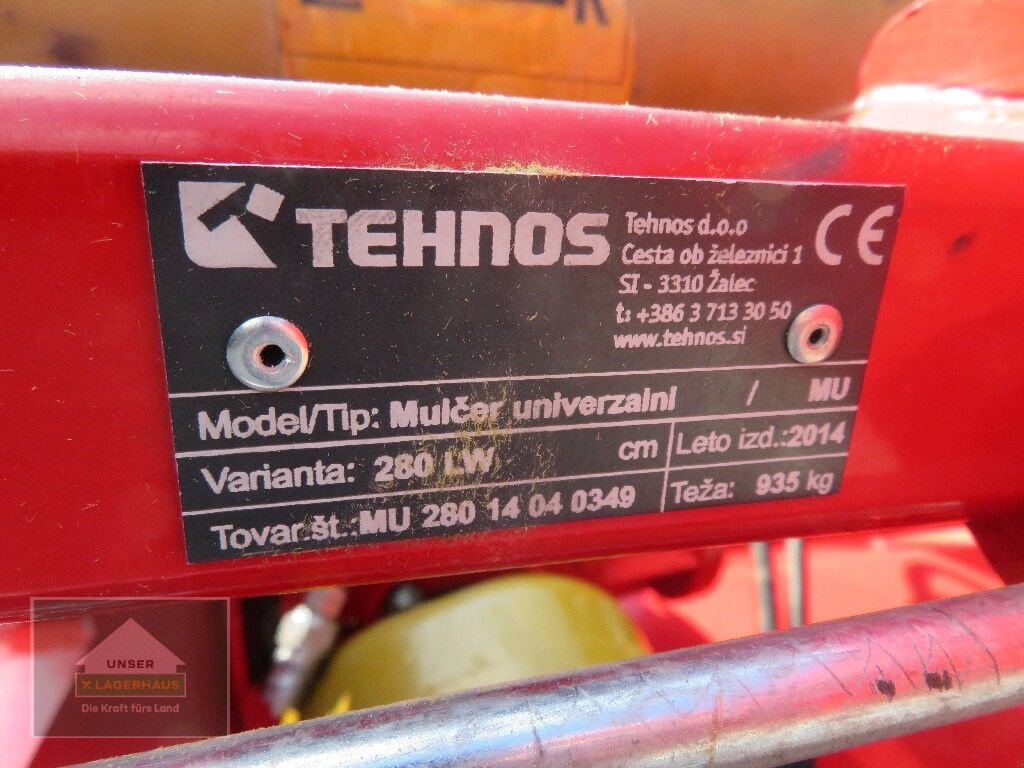 K
TEHNOS
Tehnos d.o.o
Cesta ob železnici 1
SI - 3310 Žalec
t: +386 3 713 30 50
www.tehnos.si
CE
Model/Tip: Mulčer univerzalni / MU
Varianta: 280 LW cm
Leto izd.:2014
Tovar.št.:MU 280 14 04 0349
Teža: 935 kg
UNSER
X LAGERHAUS
Die Kraft fürs Land